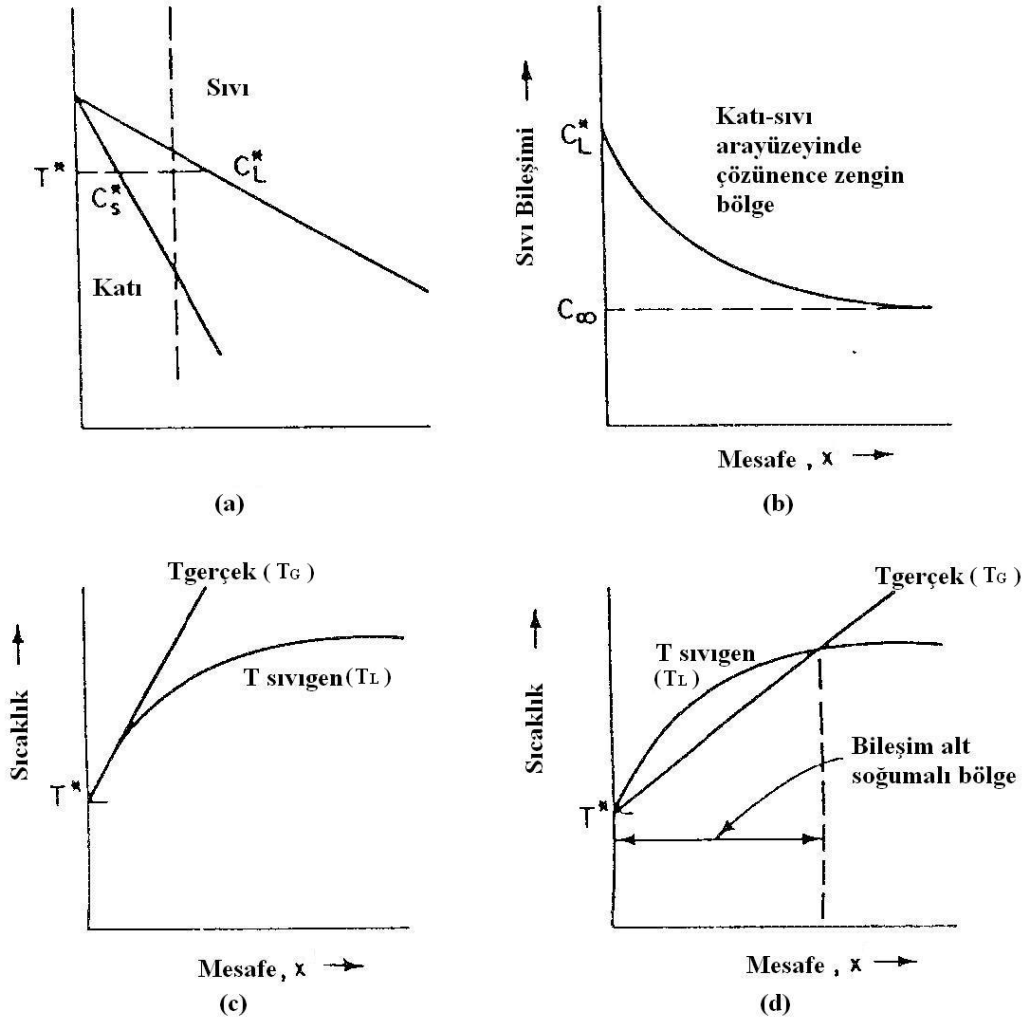 Sıvı
T*
C*L
C*s
Katı
(a)
Sıvı Bileşimi
C*L
Katı-sıvı
arayüzeyinde
çözünence zengin
bölge
C∞
Mesafe , x
(b)
Tgerçek ( TG )
T sıvıgen (TL )
Sıcaklık
T*
Mesafe , x
(c)
Tgerçek ( TG )
T sıvıgen
(TL )
Sıcaklık
Bileşim alt
soğumalı bölge
T*
Mesafe , x
(d)